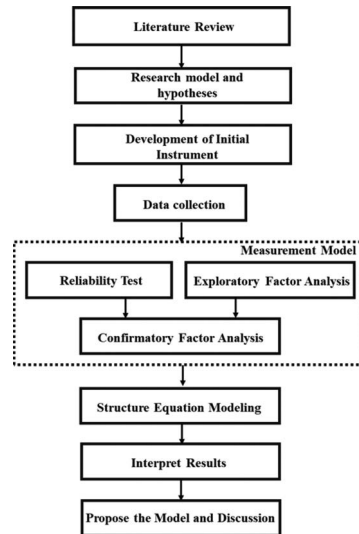 Literature Review
Research model and
hypotheses
Development of Initial
Instrument
Data collection
Measurement Model
Reliability Test
Exploratory Factor Analysis
Confirmatory Factor Analysis
Structure Equation Modeling
Interpret Results
Propose the Model and Discussion